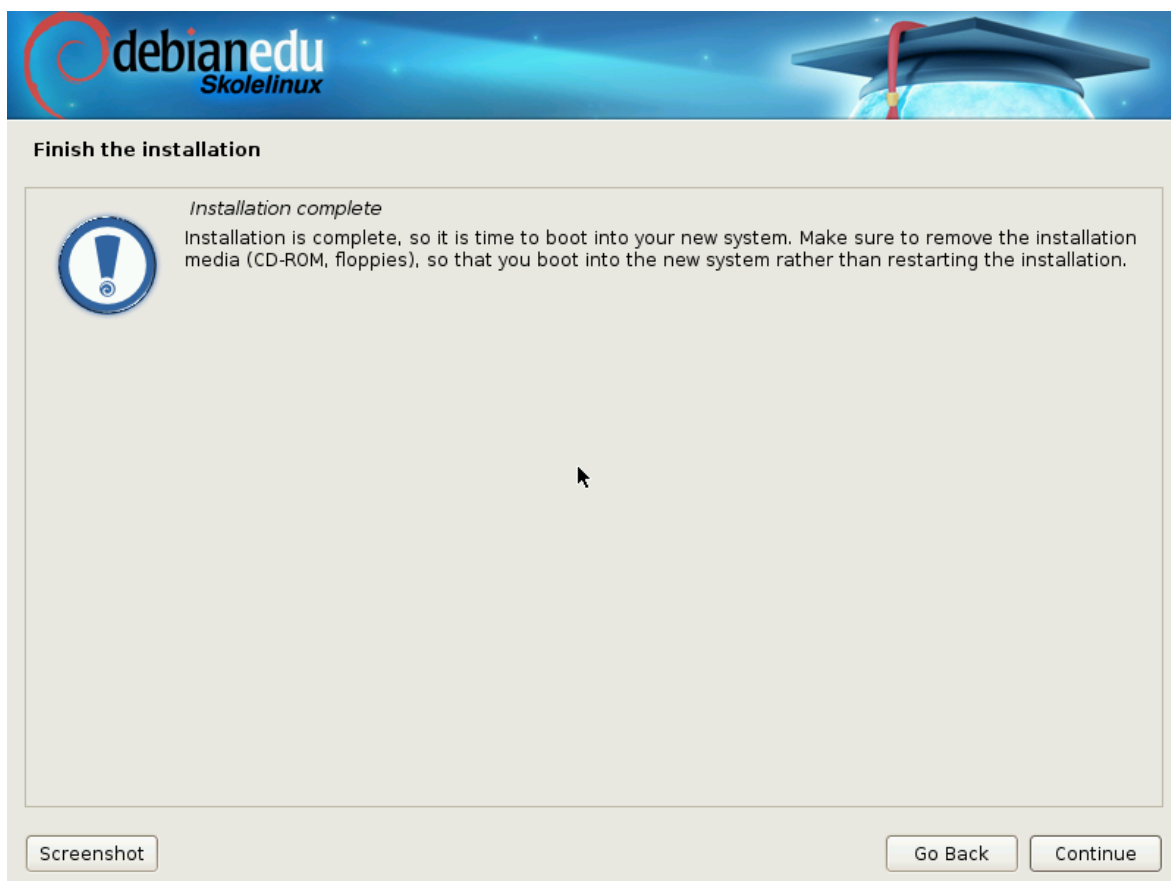 debianedu
Skolelinux
Finish the installation
Installation complete
Installation is complete, so it is time to boot into your new system. Make sure to remove the installation
media (CD-ROM, floppies), so that you boot into the new system rather than restarting the installation.
Screenshot
Go Back
Continue